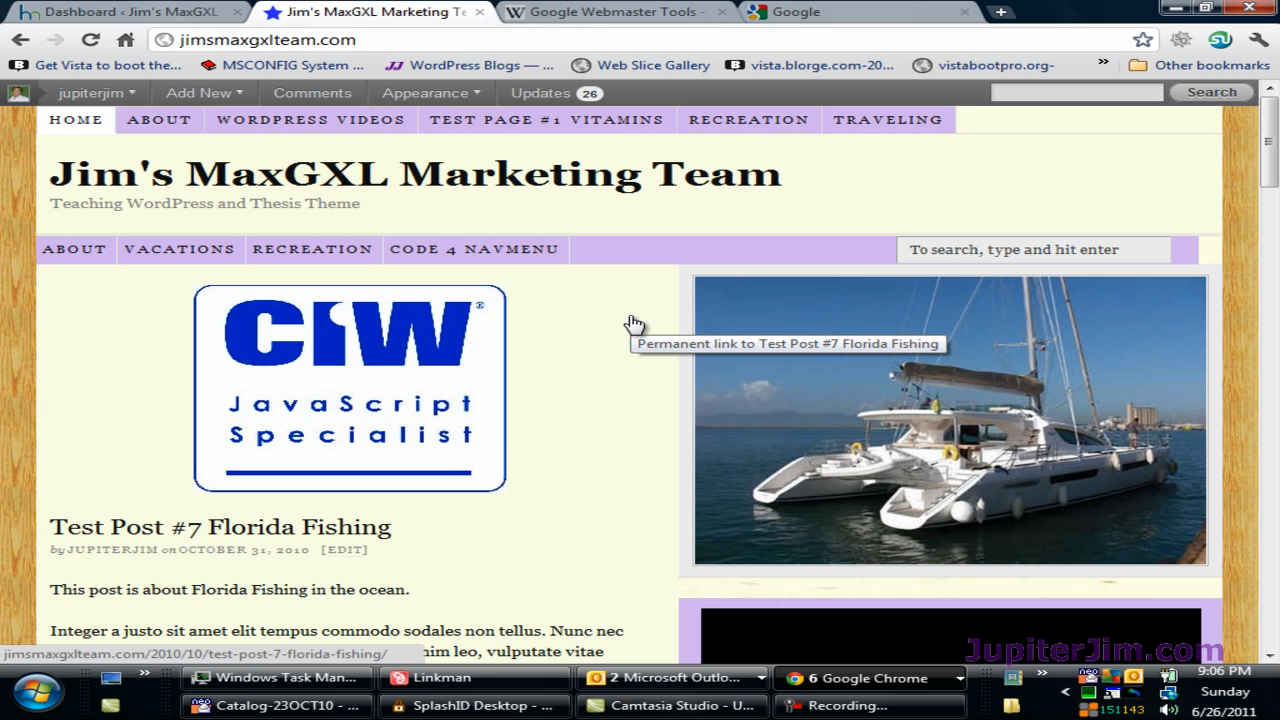 Dashboard ‹ Jim's MaxGXL
Jim's MaxGXL Marketing Te
Google Webmaster Tools -
Google
jimsmaxgxlteam.com
Get Vista to boot the...
MSCONFIG System ...
WordPress Blogs — ...
Web Slice Gallery
vista.blorge.com-20...
vistabootpro.org-
»
Other bookmarks
jupiterjim
Add New
Comments
Appearance
Updates 26
Search
HOME
ABOUT
WORDPRESS VIDEOS
TEST PAGE #1 VITAMINS
RECREATION
TRAVELING
Jim's MaxGXL Marketing Team
Teaching WordPress and Thesis Theme
ABOUT
VACATIONS
RECREATION
CODE 4 NAVMENU
To search, type and hit enter
CIW®
JavaScript
Specialist
Permanent link to Test Post #7 Florida Fishing
Test Post #7 Florida Fishing
by JUPITERJIM on OCTOBER 31, 2010 [EDIT]
This post is about Florida Fishing in the ocean.
Integer a justo sit amet elit tempus commodo sodales non tellus. Nunc nec
leo, vulputate vitae
jimsmaxgxlteam.com/2010/10/test-post-7-florida-fishing/
JupiterJim.com
Windows Task Man...
Linkman
2 Microsoft Outlo...
6 Google Chrome
9:06 PM
Catalog-23OCT10 - ...
SplashID Desktop - ...
Camtasia Studio - U...
Recording...
Sunday
151143
6/26/2011